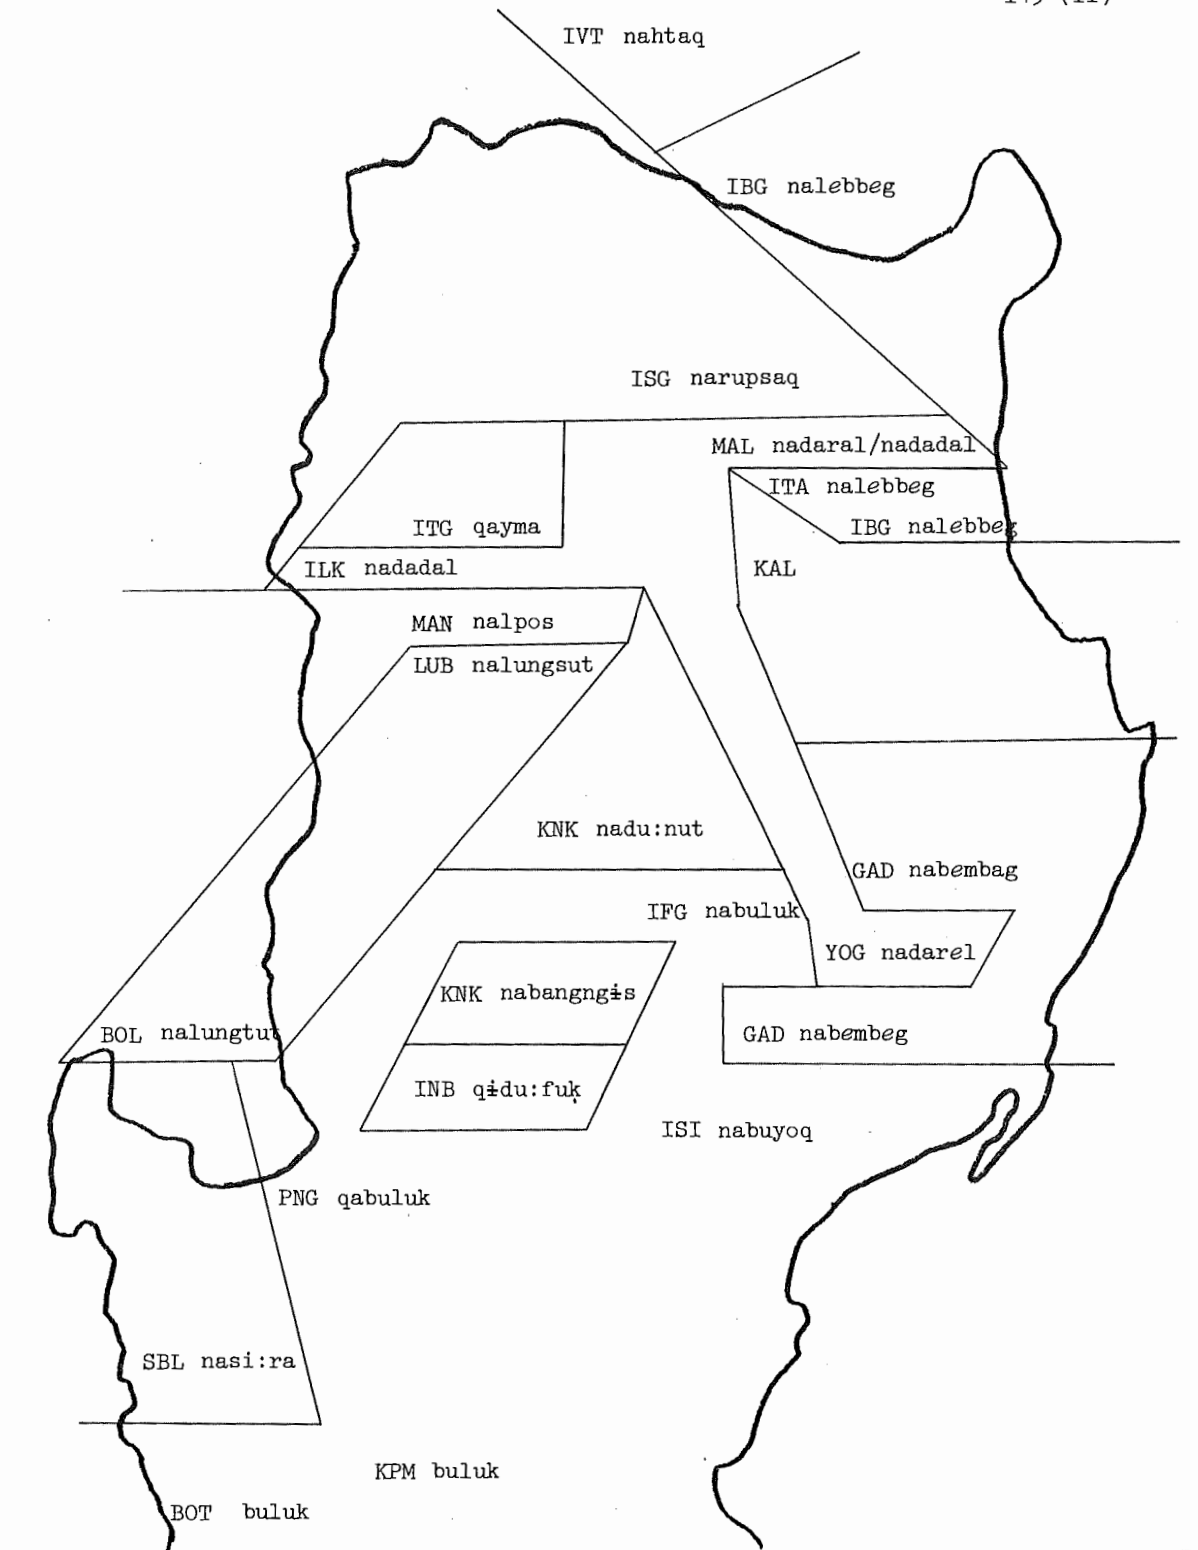 IVT nahtaq
IBG nalebbeg
ISG narupsaq
MAL nadaral/nadadal
ITA nalebbeg
ITG qayma
IBG nalebbeg
ILK nadadal
KAL
MAN nalpos
LUB nalungsut
KNK nadu:nut
GAD nabembag
IFG nabuluk
YOG nadarel
KNK nabangngɨs
BOL nalungtut
GAD nabembeg
INB qɨdu:fuḳ
ISI nabuyoq
PNG qabuluk
SBL nasi:ra
KPM buluk
BOT buluk